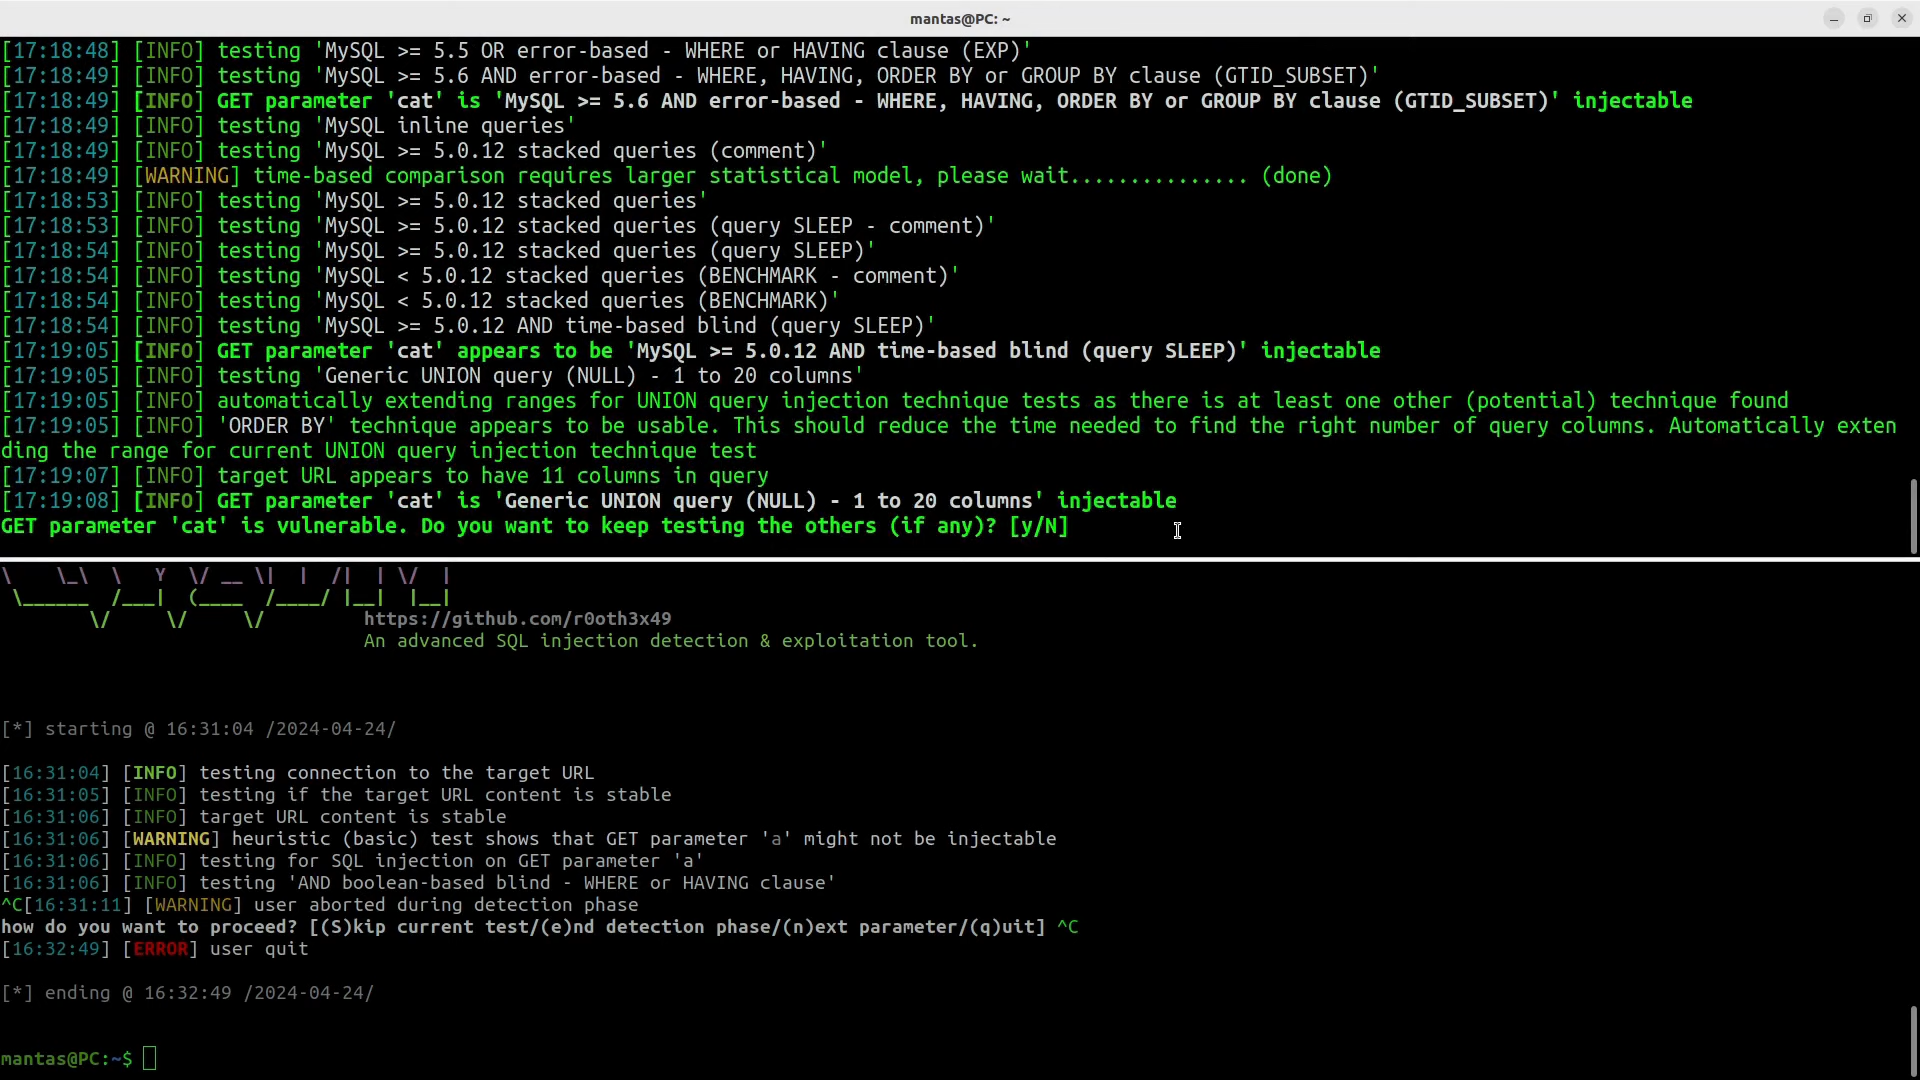 mantas@PC: ~
[17:18:48] [INFO] testing 'MySQL >= 5.5 OR error-based - WHERE or HAVING clause (EXP)'
[17:18:49] [INFO] testing 'MySQL >= 5.6 AND error-based - WHERE, HAVING, ORDER BY or GROUP BY clause (GTID_SUBSET)'
[17:18:49] [INFO] GET parameter 'cat' is 'MySQL >= 5.6 AND error-based - WHERE, HAVING, ORDER BY or GROUP BY clause (GTID_SUBSET)' injectable
[17:18:49] [INFO] testing 'MySQL inline queries'
[17:18:49] [INFO] testing 'MySQL >= 5.0.12 stacked queries (comment)'
[17:18:49] [WARNING] time-based comparison requires larger statistical model, please wait............... (done)
[17:18:53] [INFO] testing 'MySQL >= 5.0.12 stacked queries'
[17:18:53] [INFO] testing 'MySQL >= 5.0.12 stacked queries (query SLEEP - comment)'
[17:18:54] [INFO] testing 'MySQL >= 5.0.12 stacked queries (query SLEEP)'
[17:18:54] [INFO] testing 'MySQL < 5.0.12 stacked queries (BENCHMARK - comment)'
[17:18:54] [INFO] testing 'MySQL < 5.0.12 stacked queries (BENCHMARK)'
[17:18:54] [INFO] testing 'MySQL >= 5.0.12 AND time-based blind (query SLEEP)'
[17:19:05] [INFO] GET parameter 'cat' appears to be 'MySQL >= 5.0.12 AND time-based blind (query SLEEP)' injectable
[17:19:05] [INFO] testing 'Generic UNION query (NULL) - 1 to 20 columns'
[17:19:05] [INFO] automatically extending ranges for UNION query injection technique tests as there is at least one other (potential) technique found
[17:19:05] [INFO] 'ORDER BY' technique appears to be usable. This should reduce the time needed to find the right number of query columns. Automatically exten
ding the range for current UNION query injection technique test
[17:19:07] [INFO] target URL appears to have 11 columns in query
[17:19:08] [INFO] GET parameter 'cat' is 'Generic UNION query (NULL) - 1 to 20 columns' injectable
GET parameter 'cat' is vulnerable. Do you want to keep testing the others (if any)? [y/N]
\    \_\  \   Y  \/ __ \|  |  /|  | \/  |
 \______  /___|  (____  /____/ |__|  |__|
        \/     \/     \/         https://github.com/r0oth3x49
An advanced SQL injection detection & exploitation tool.
[*] starting @ 16:31:04 /2024-04-24/
[16:31:04] [INFO] testing connection to the target URL
[16:31:05] [INFO] testing if the target URL content is stable
[16:31:06] [INFO] target URL content is stable
[16:31:06] [WARNING] heuristic (basic) test shows that GET parameter 'a' might not be injectable
[16:31:06] [INFO] testing for SQL injection on GET parameter 'a'
[16:31:06] [INFO] testing 'AND boolean-based blind - WHERE or HAVING clause'
^C[16:31:11] [WARNING] user aborted during detection phase
how do you want to proceed? [(S)kip current test/(e)nd detection phase/(n)ext parameter/(q)uit] ^C
[16:32:49] [ERROR] user quit
[*] ending @ 16:32:49 /2024-04-24/
mantas@PC:~$